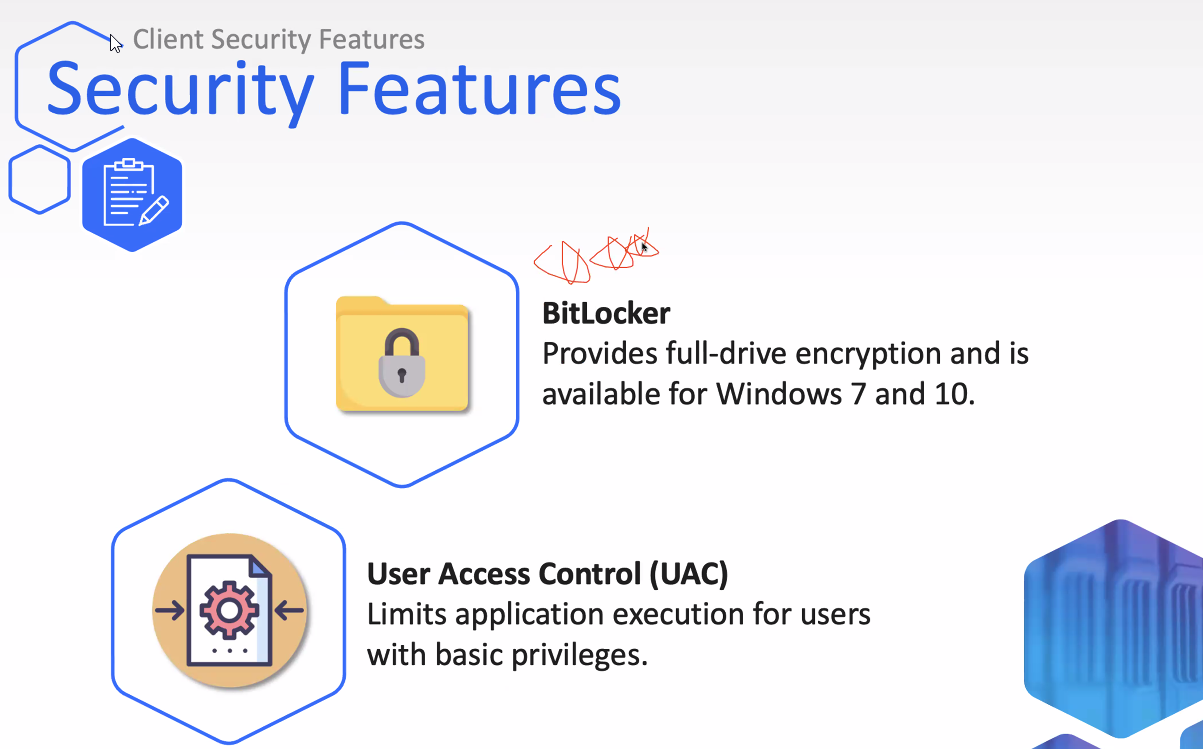 Client Security Features
Security Features
BitLocker
Provides full-drive encryption and is
available for Windows 7 and 10.
User Access Control (UAC)
Limits application execution for users
with basic privileges.